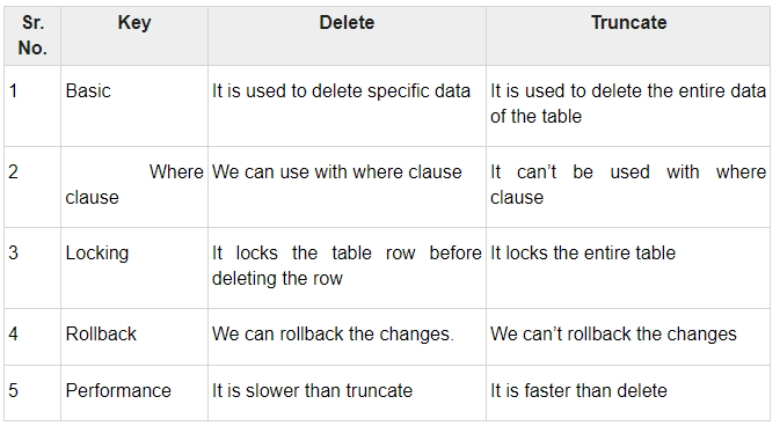 Sr. No. Key Delete Truncate
1 Basic It is used to delete specific data It is used to delete the entire data of the table
2 Where clause We can use with where clause It can’t be used with where clause
3 Locking It locks the table row before deleting the row It locks the entire table
4 Rollback We can rollback the changes. We can’t rollback the changes
5 Performance It is slower than truncate It is faster than delete